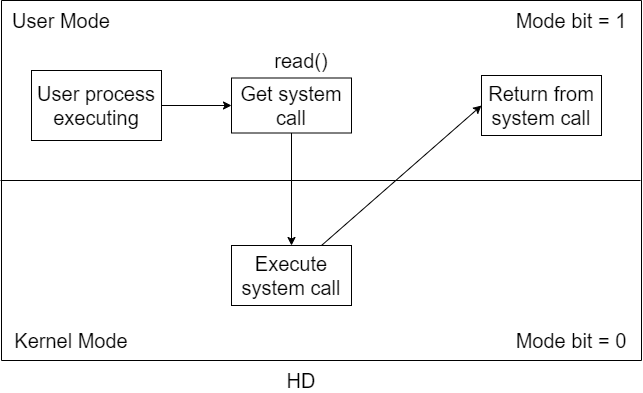 User Mode
Mode bit = 1
read()
User process
executing
Get system
call
Return from
system call
Execute
system call
Kernel Mode
Mode bit = 0
HD